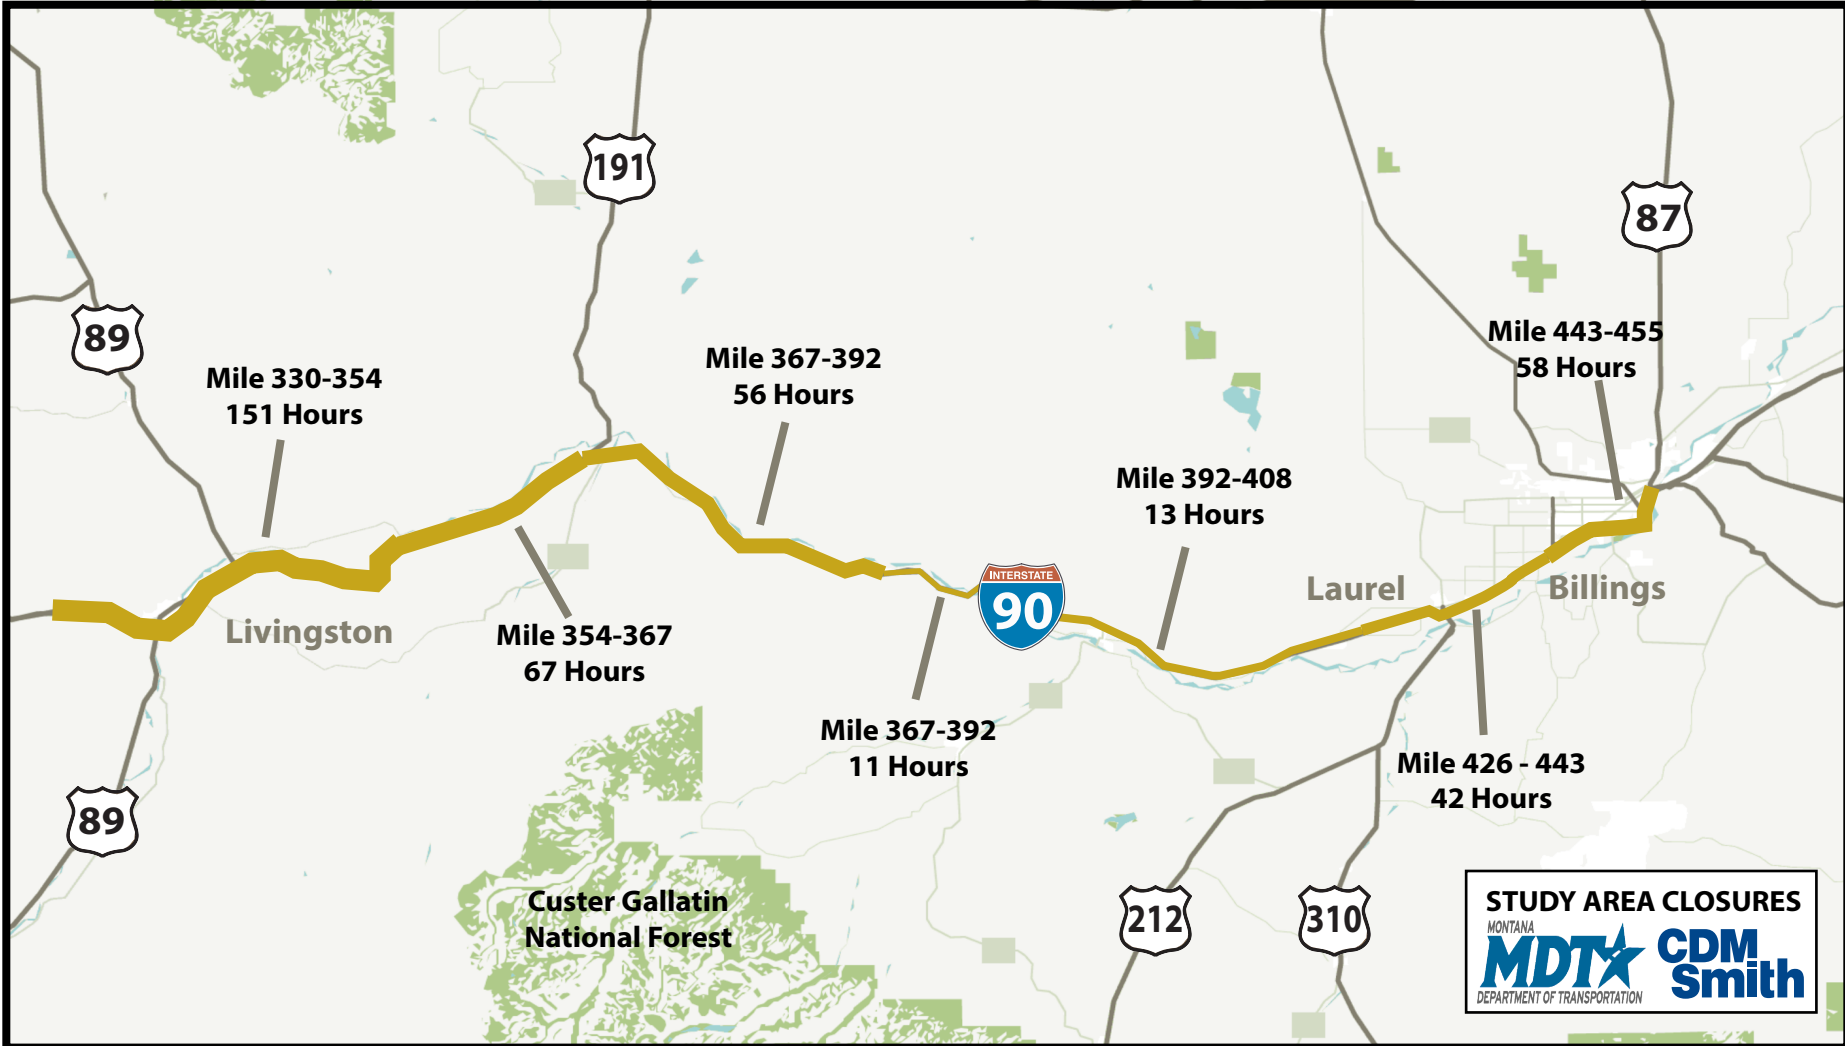 191
87
89
Mile 443-455
58 Hours
Mile 367-392
56 Hours
Mile 330-354
151 Hours
Mile 392-408
13 Hours
INTERSTATE
90
Laurel
Billings
Livingston
Mile 354-367
67 Hours
Mile 367-392
11 Hours
Mile 426 - 443
42 Hours
89
Custer Gallatin
National Forest
212
310
STUDY AREA CLOSURES
MONTANA
MDT
DEPARTMENT OF TRANSPORTATION
CDM
Smith